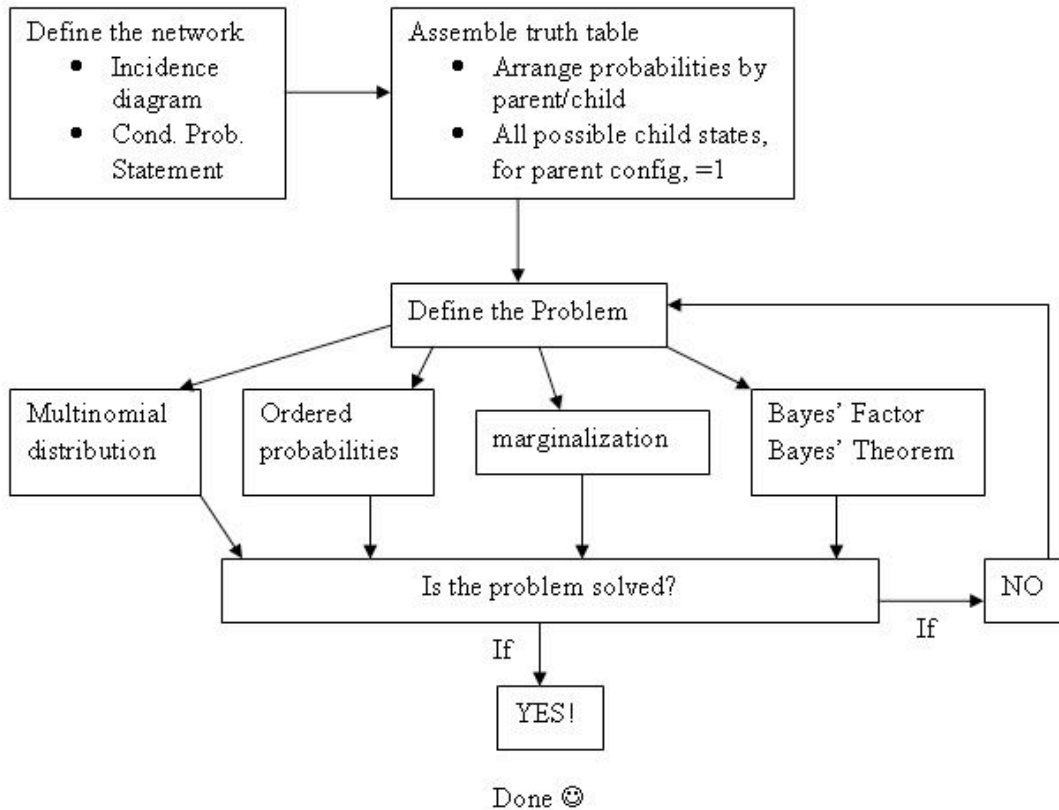 Define the network
• Incidence
diagram
• Cond. Prob.
Statement
Assemble truth table
• Arrange probabilities by
parent/child
• All possible child states,
for parent config, =1
Define the Problem
Multinomial
distribution
Ordered
probabilities
marginalization
Bayes’ Factor
Bayes’ Theorem
Is the problem solved?
NO
If
If
YES!
Done ☺